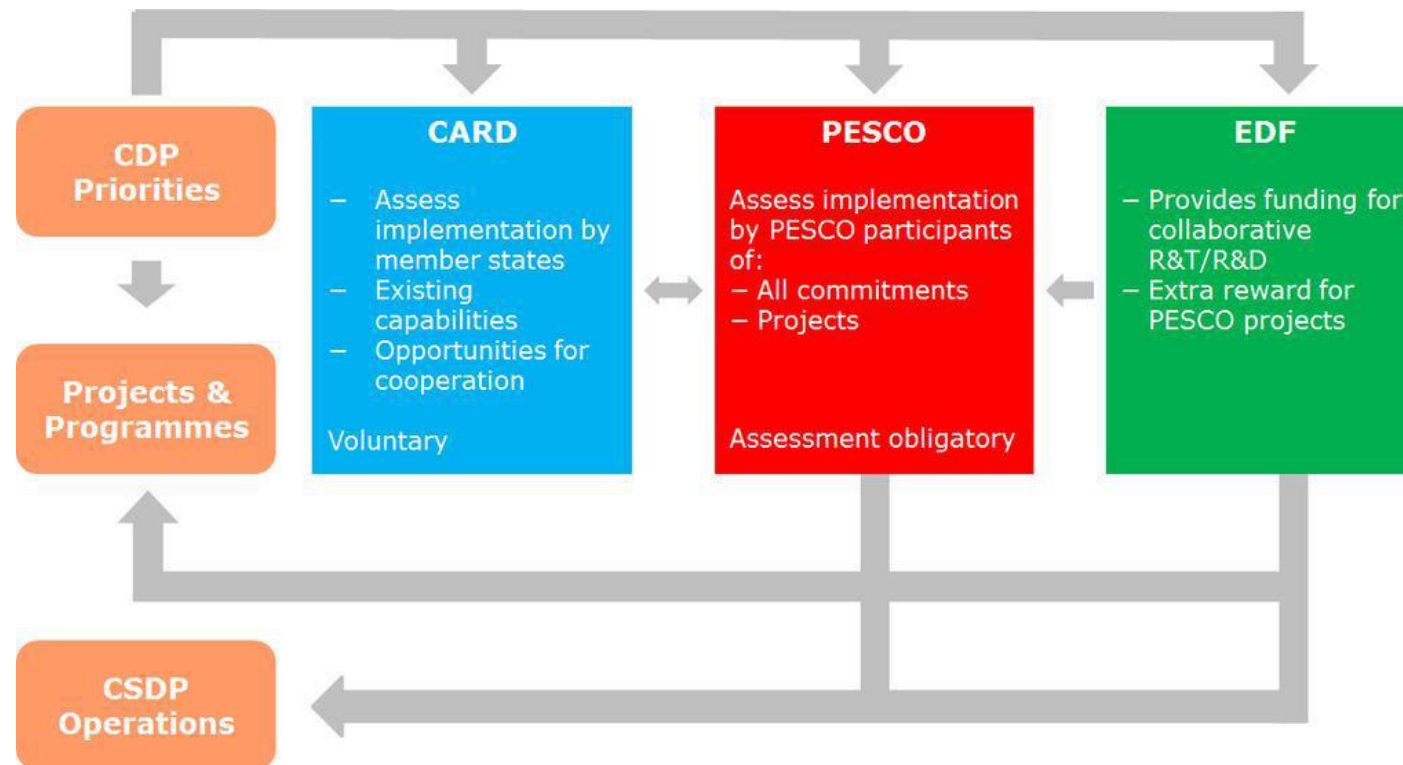 CDP
Priorities
Projects &
Programmes
CSDP
Operations
CARD
– Assess
implementation by
member states
– Existing
capabilities
– Opportunities for
cooperation
Voluntary
PESCO
Assess implementation
by PESCO participants
of:
– All commitments
– Projects
Assessment obligatory
EDF
– Provides funding for
collaborative
R&T/R&D
– Extra reward for
PESCO projects